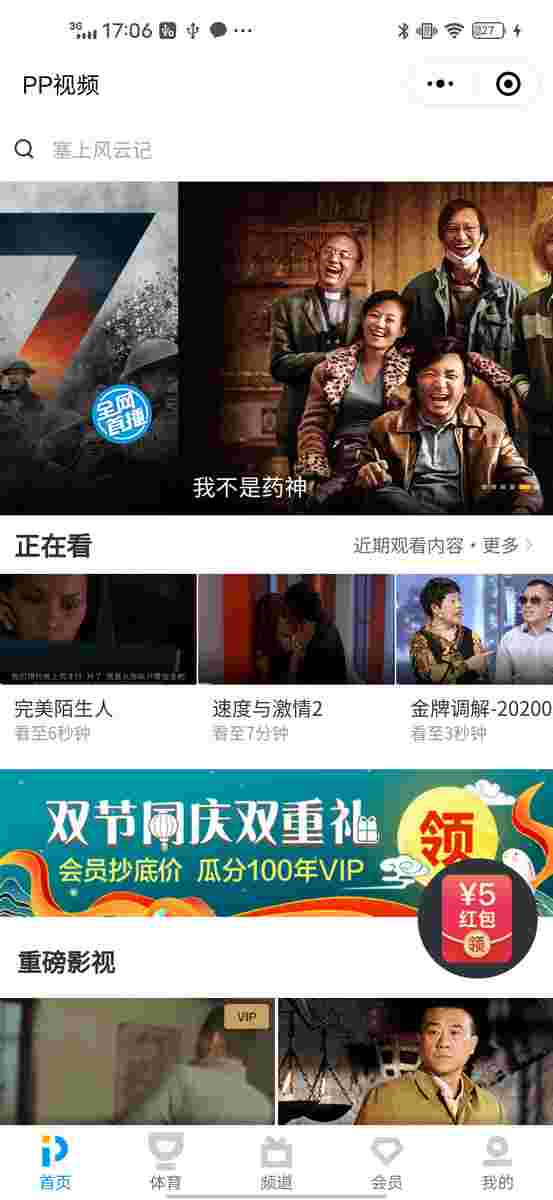 3G 17:06 27
PP视频
塞上风云记
7
全网
首播
我不是药神
正在看
近期观看内容·更多
完美陌生人
看至6秒钟
速度与激情2
看至7分钟
金牌调解-20200
看至3秒钟
双节同庆双重礼
领
会员抄底价 瓜分100年VIP
¥5
红包
领
重磅影视
VIP
首页
体育
频道
会员
我的